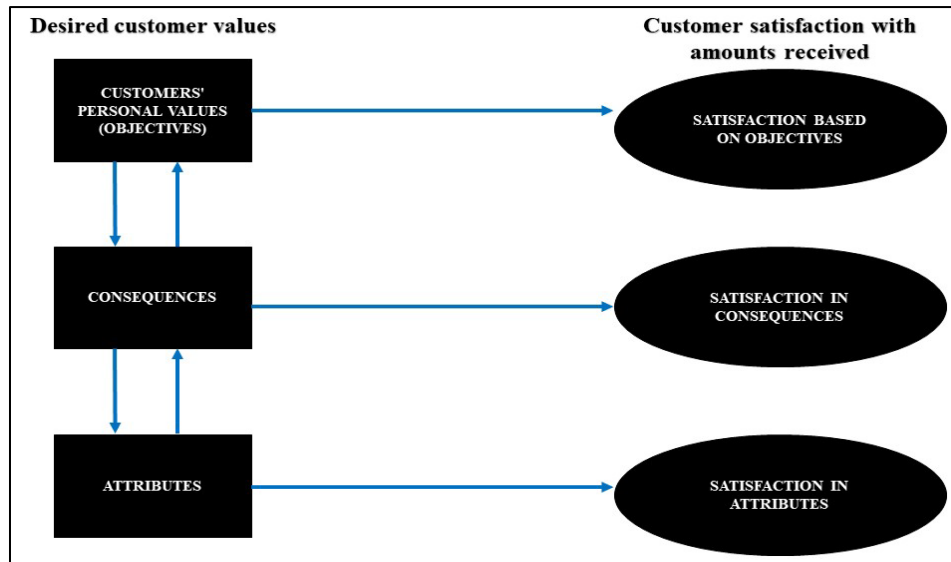 Desired customer values
Customer satisfaction with
amounts received
CUSTOMERS'
PERSONAL VALUES
(OBJECTIVES)
SATISFACTION BASED
ON OBJECTIVES
CONSEQUENCES
SATISFACTION IN
CONSEQUENCES
ATTRIBUTES
SATISFACTION IN
ATTRIBUTES